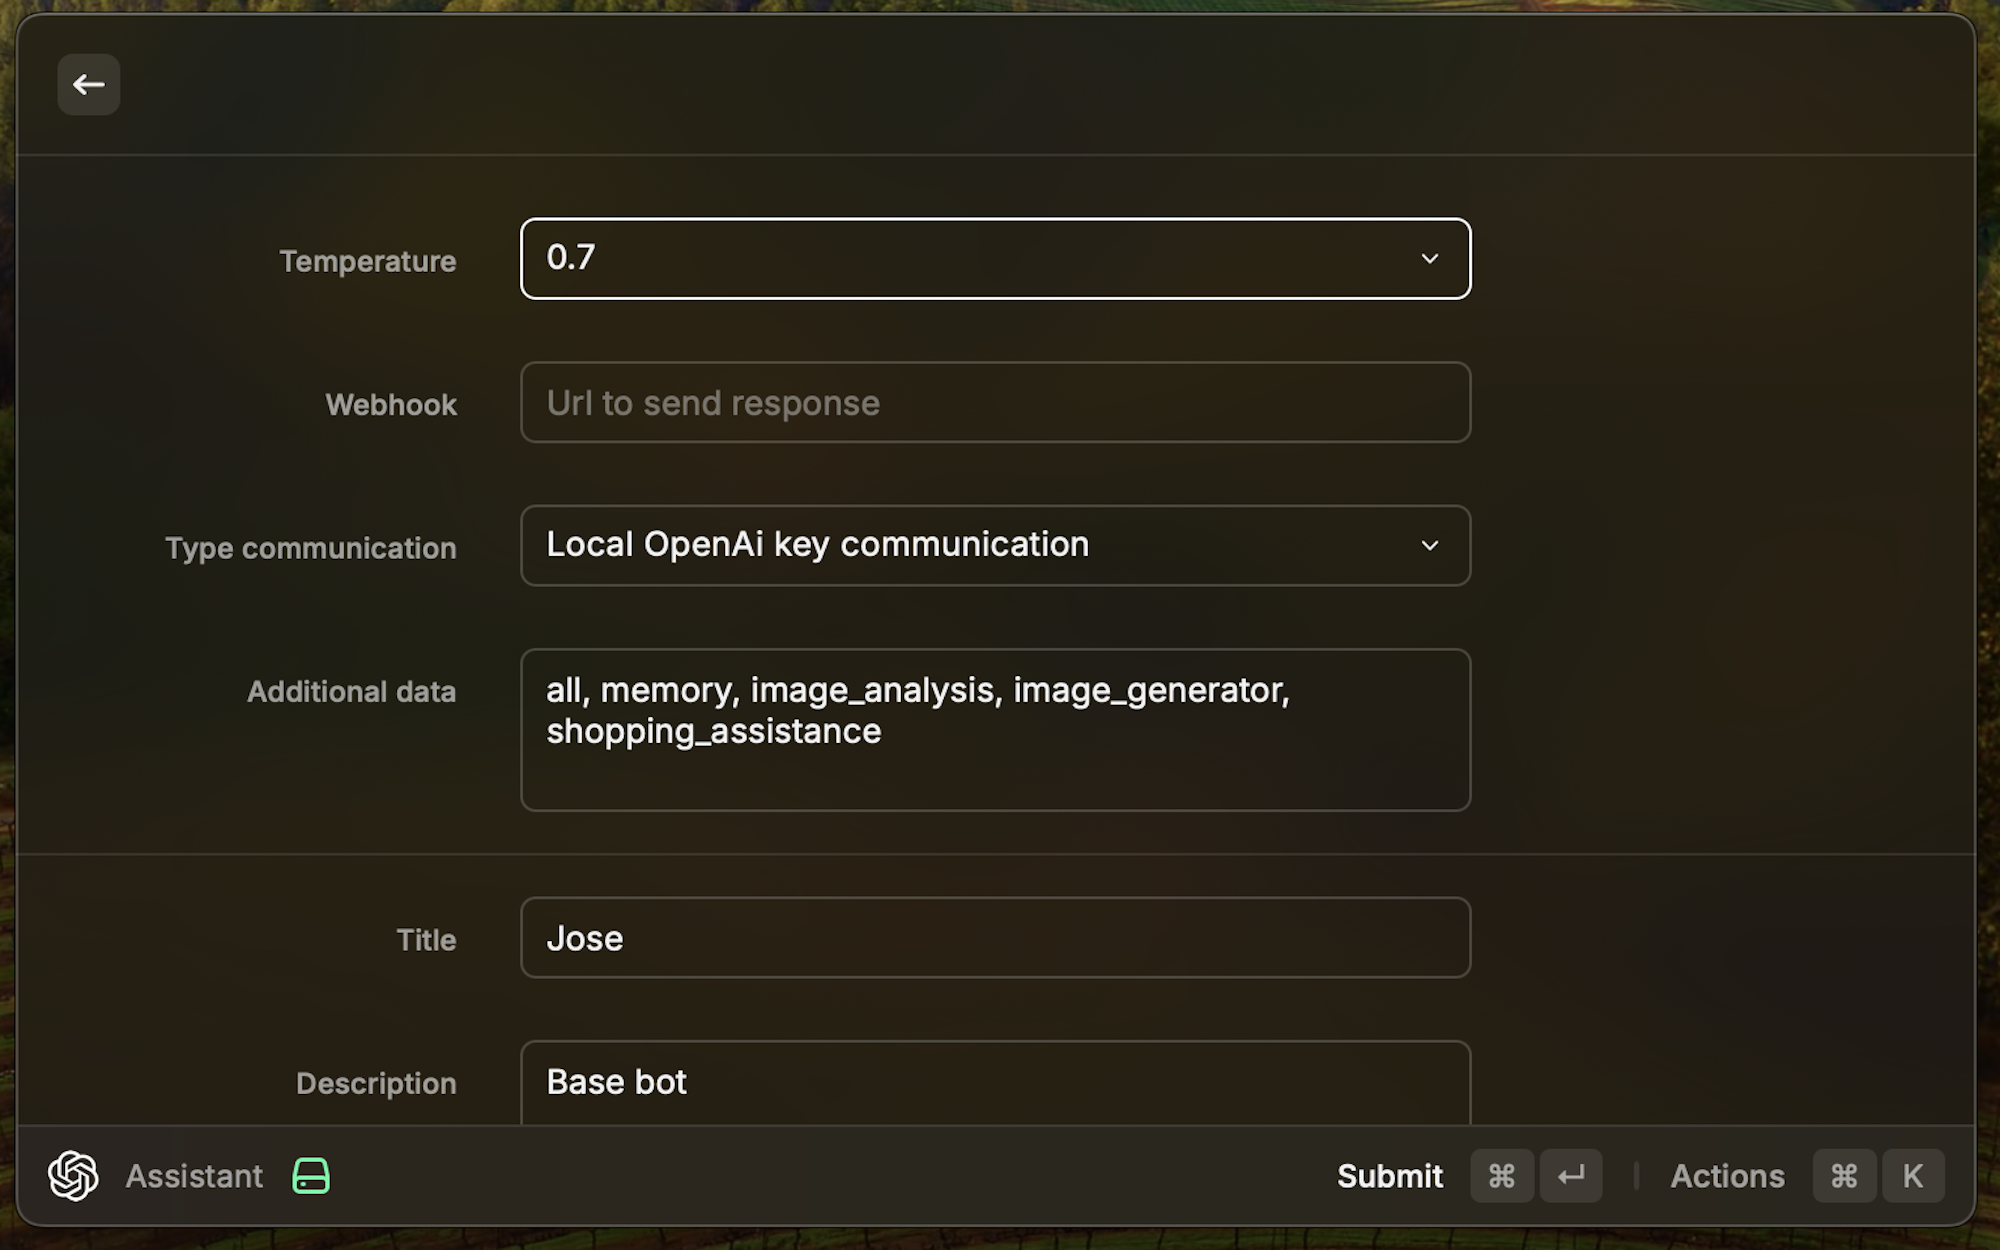 Temperature
0.7
Webhook
Url to send response
Type communication
Local OpenAi key communication
Additional data
all, memory, image_analysis, image_generator,
shopping_assistance
Title
Jose
Description
Base bot
Assistant
Submit ⌘ ↵ | Actions ⌘ K